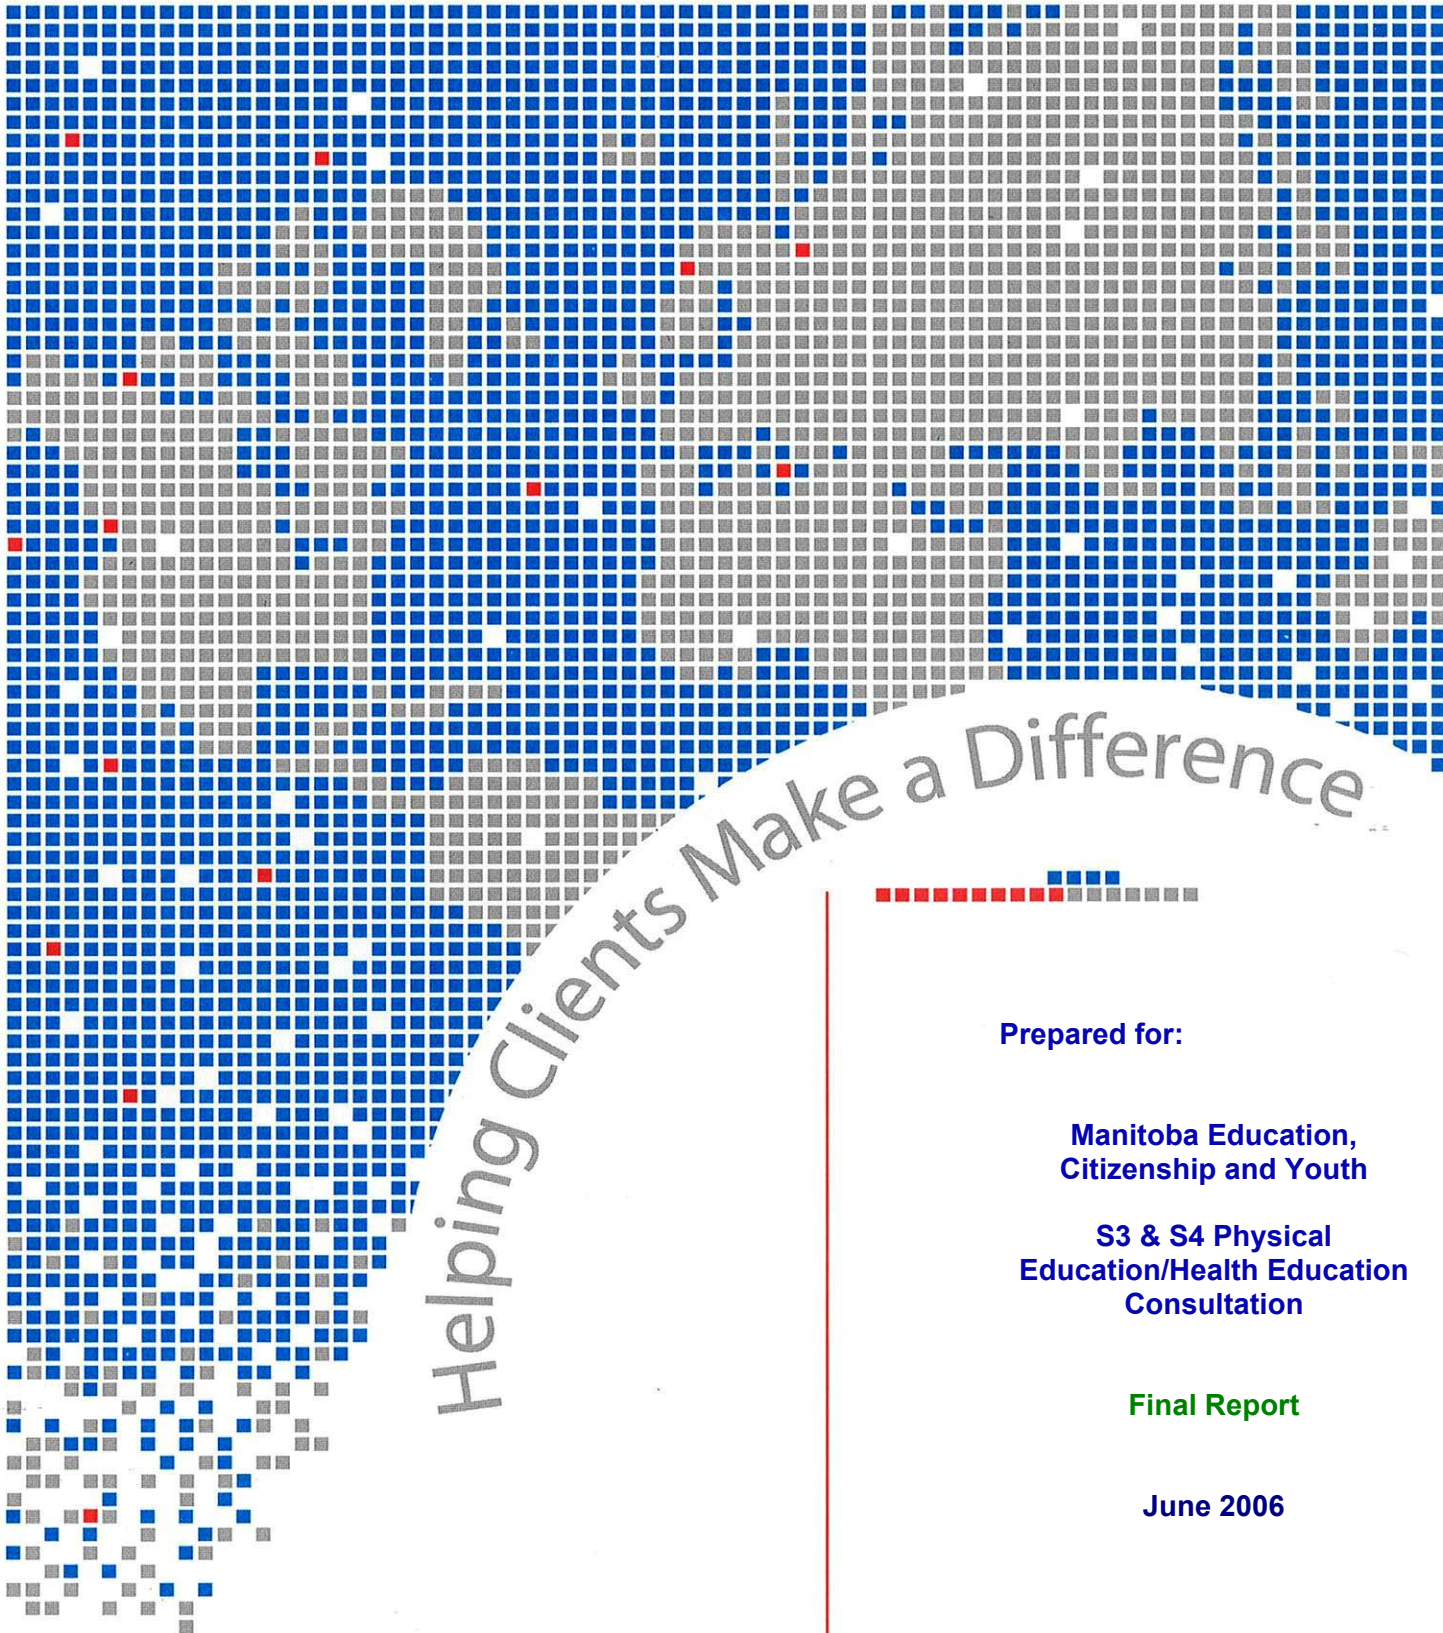 Helping Clients Make a Difference
Prepared for:
Manitoba Education,
Citizenship and Youth
S3 & S4 Physical
Education/Health Education
Consultation
Final Report
June 2006